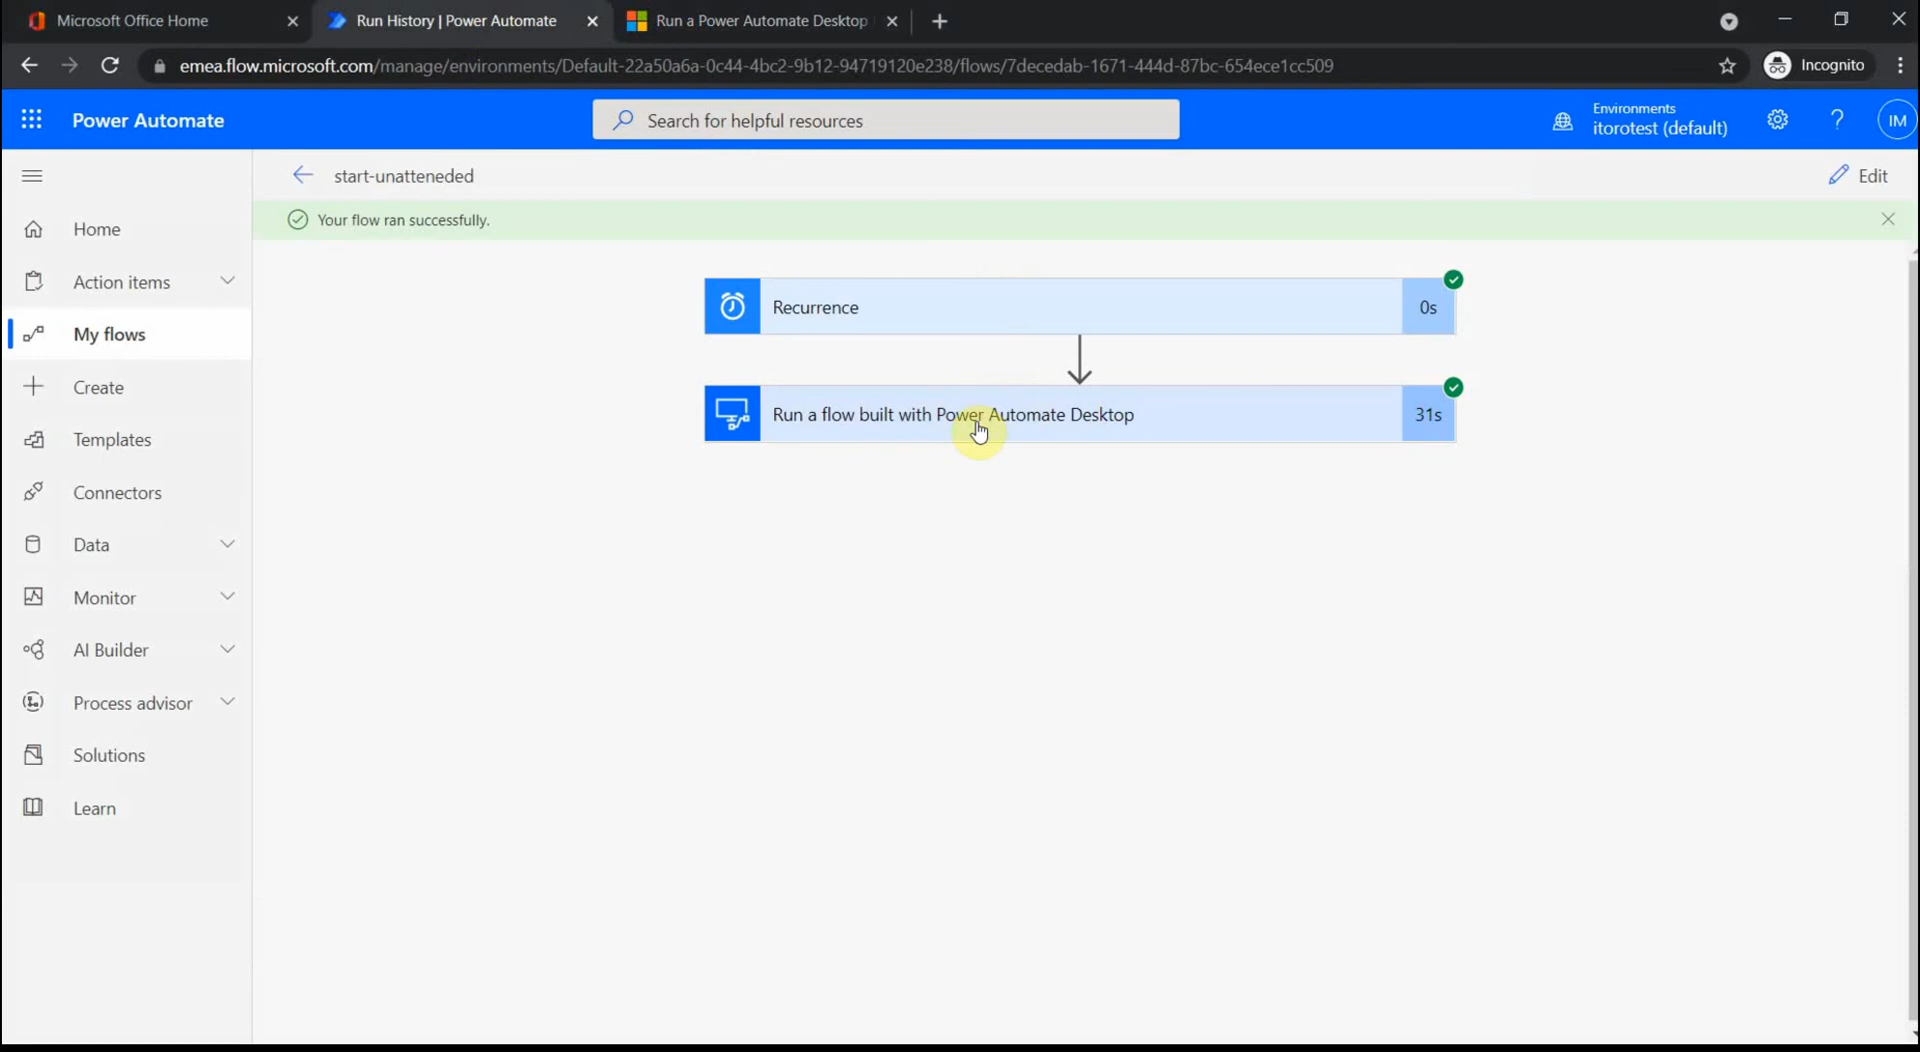 Microsoft Office Home
Run History | Power Automate
Run a Power Automate Desktop
emea.flow.microsoft.com/manage/environments/Default-22a50a6a-0c44-4bc2-9b12-94719120e238/flows/7decedab-1671-444d-87bc-654ece1cc509
Incognito
Power Automate
Search for helpful resources
Environments
itorotest (default)
IM
start-unatteneded
Edit
Your flow ran successfully.
Home
Action items
My flows
Create
Templates
Connectors
Data
Monitor
AI Builder
Process advisor
Solutions
Learn
Recurrence
0s
Run a flow built with Power Automate Desktop
31s